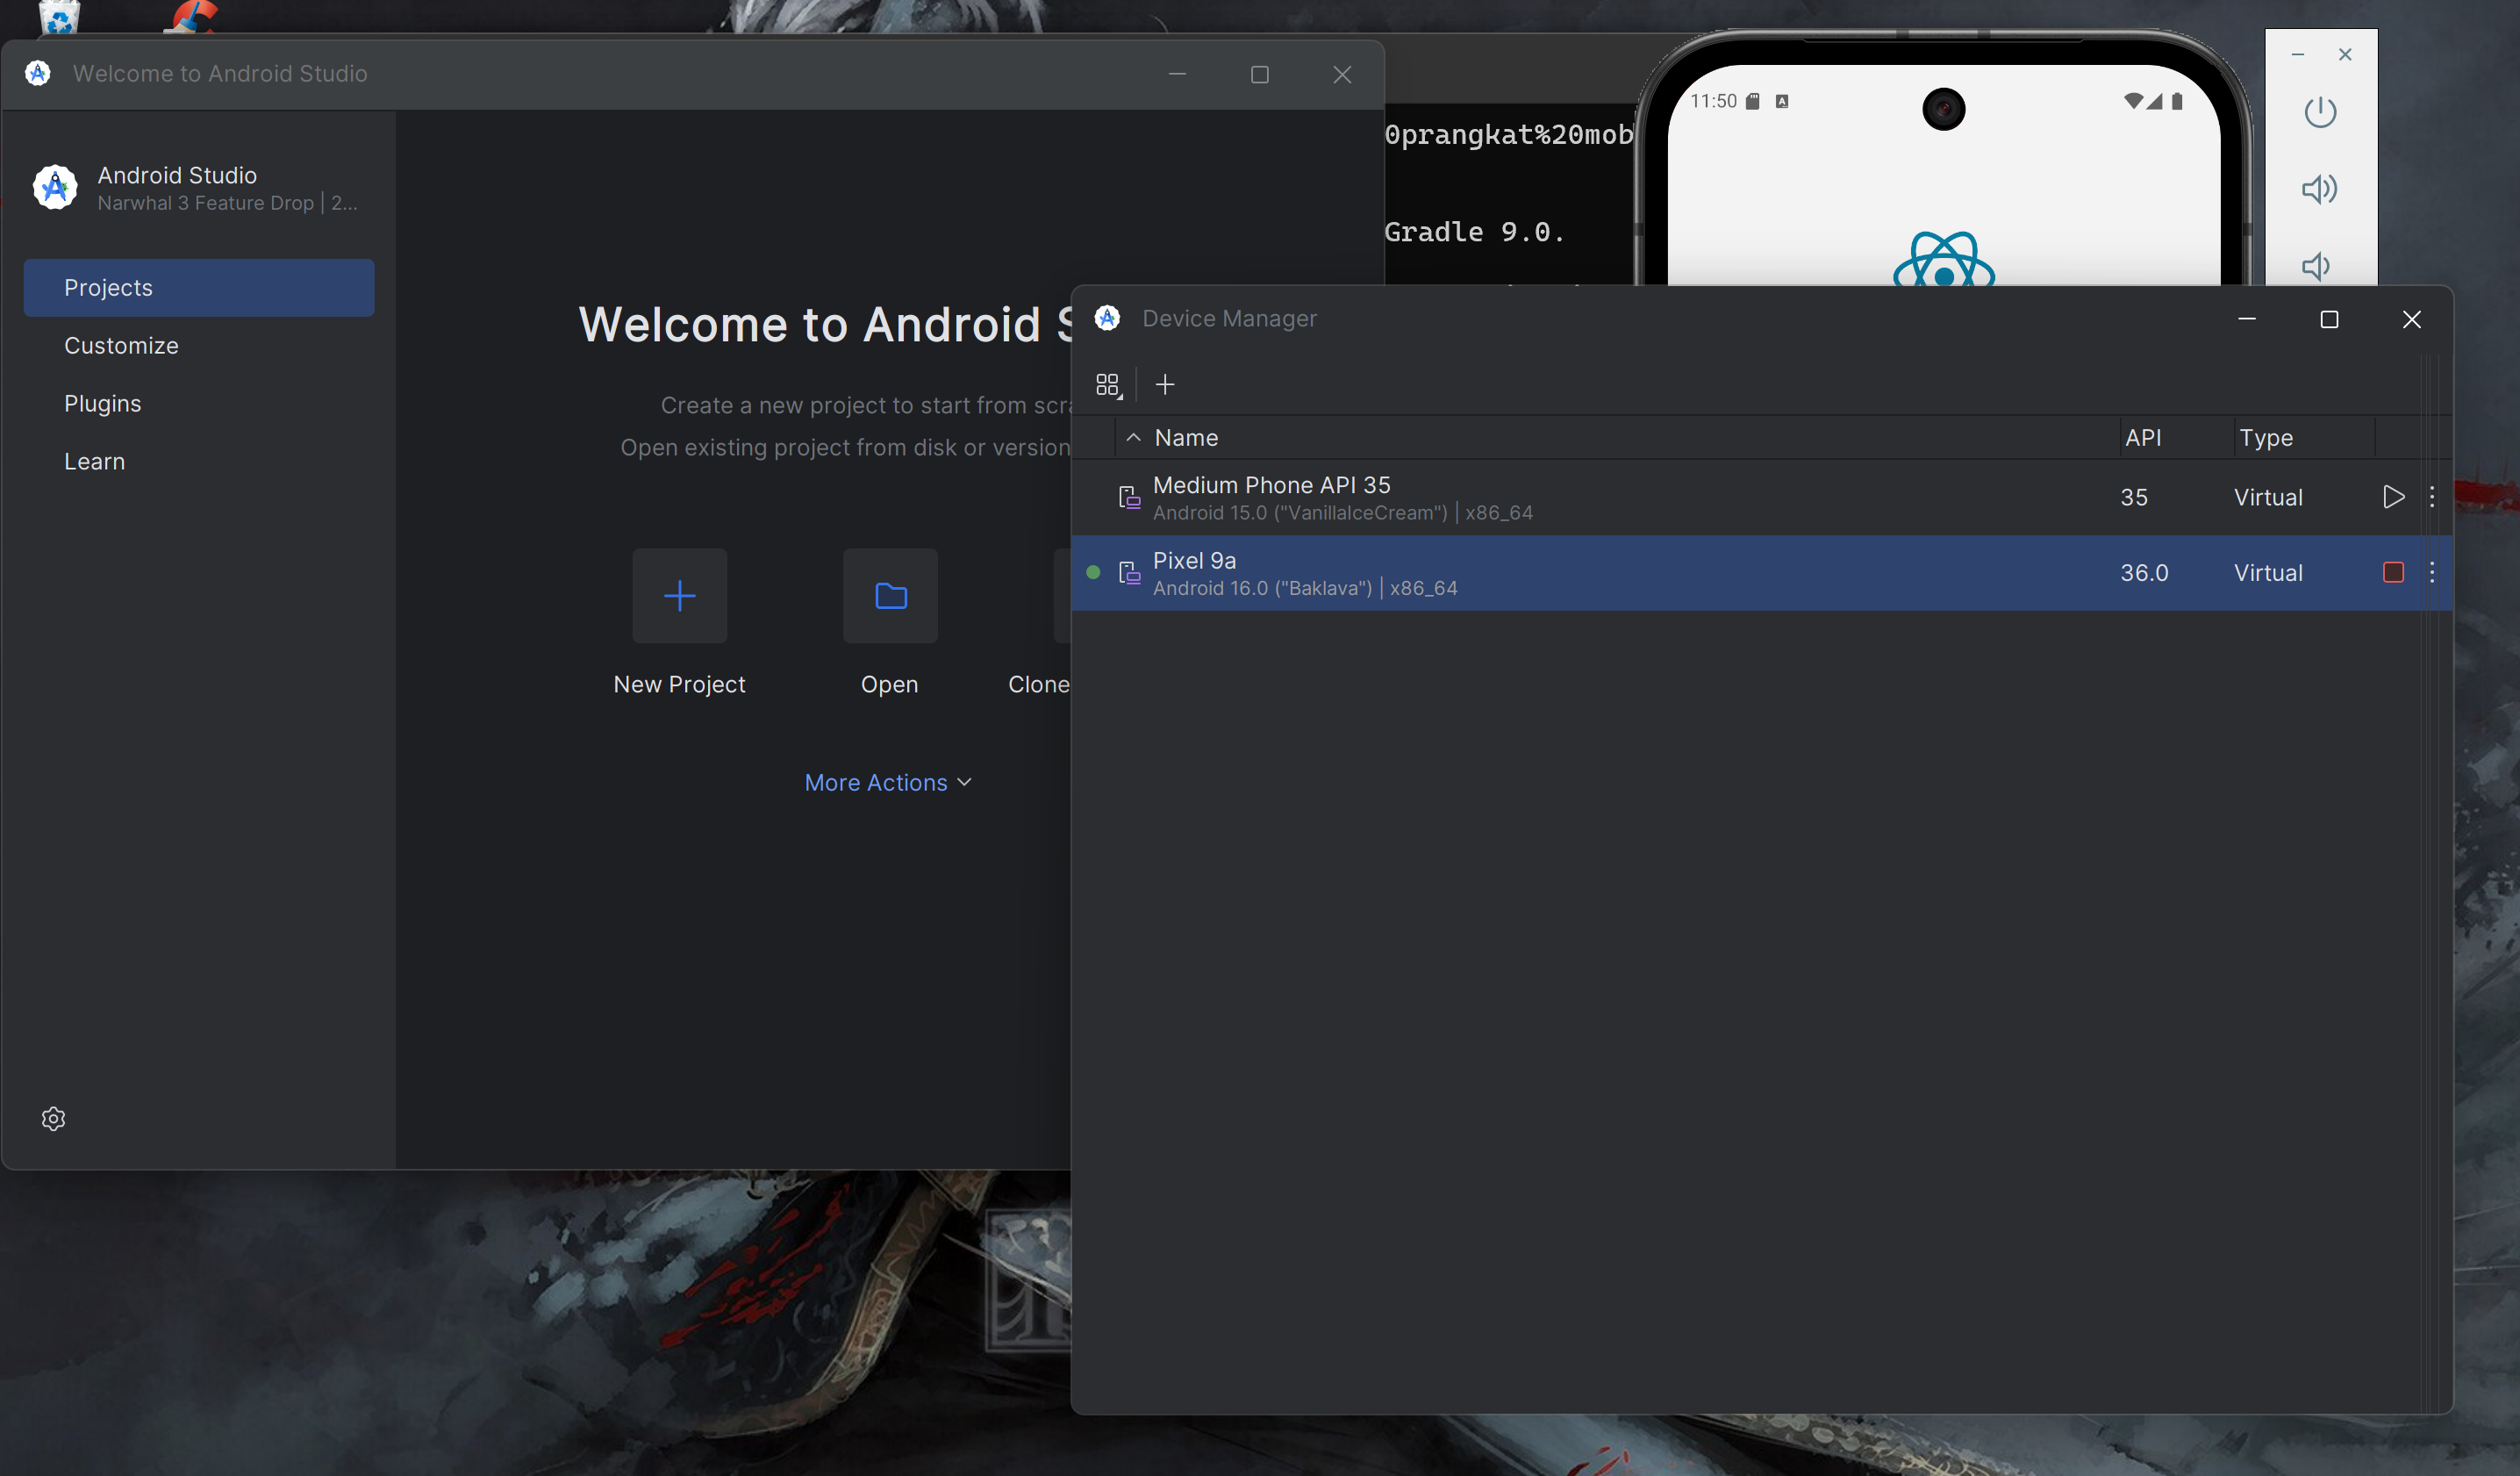 Welcome to Android Studio
Android Studio
Narwhal 3 Feature Drop | 2...
Projects
Customize
Plugins
Learn
Welcome to Android S
Create a new project to start from scra
Open existing project from disk or version
New Project
Open
Clone
More Actions
0prangkat%20mob
Gradle 9.0.
11:50
Device Manager
Name API Type
Medium Phone API 35
Android 15.0 ("VanillaIceCream") | x86_64
35 Virtual
Pixel 9a
Android 16.0 ("Baklava") | x86_64
36.0 Virtual